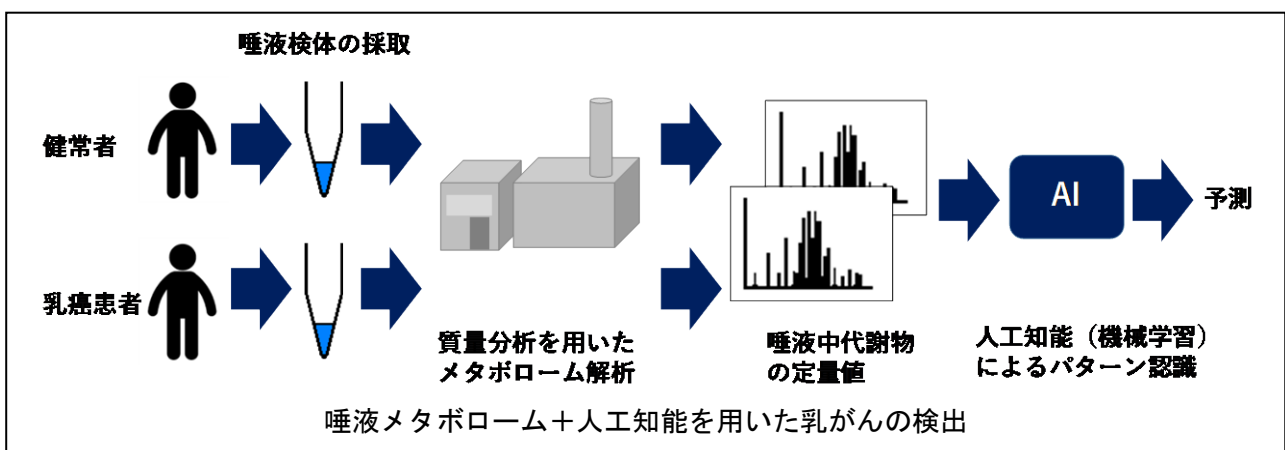 唾液検体の採取
健常者
乳癌患者
質量分析を用いた
メタボローム解析
唾液中代謝物
の定量値
AI
予測
人工知能（機械学習）
によるパターン認識
唾液メタボローム＋人工知能を用いた乳がんの検出